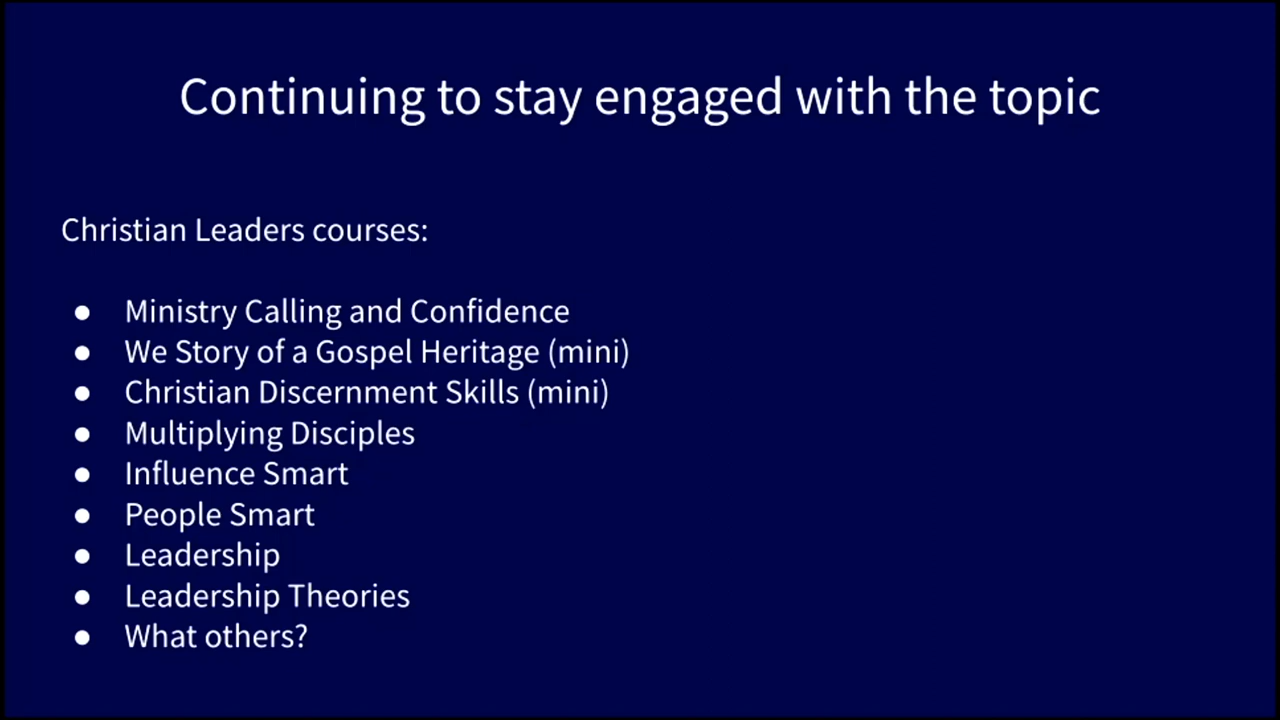 Continuing to stay engaged with the topic
Christian Leaders courses:
● Ministry Calling and Confidence
● We Story of a Gospel Heritage (mini)
● Christian Discernment Skills (mini)
● Multiplying Disciples
● Influence Smart
● People Smart
● Leadership
● Leadership Theories
● What others?